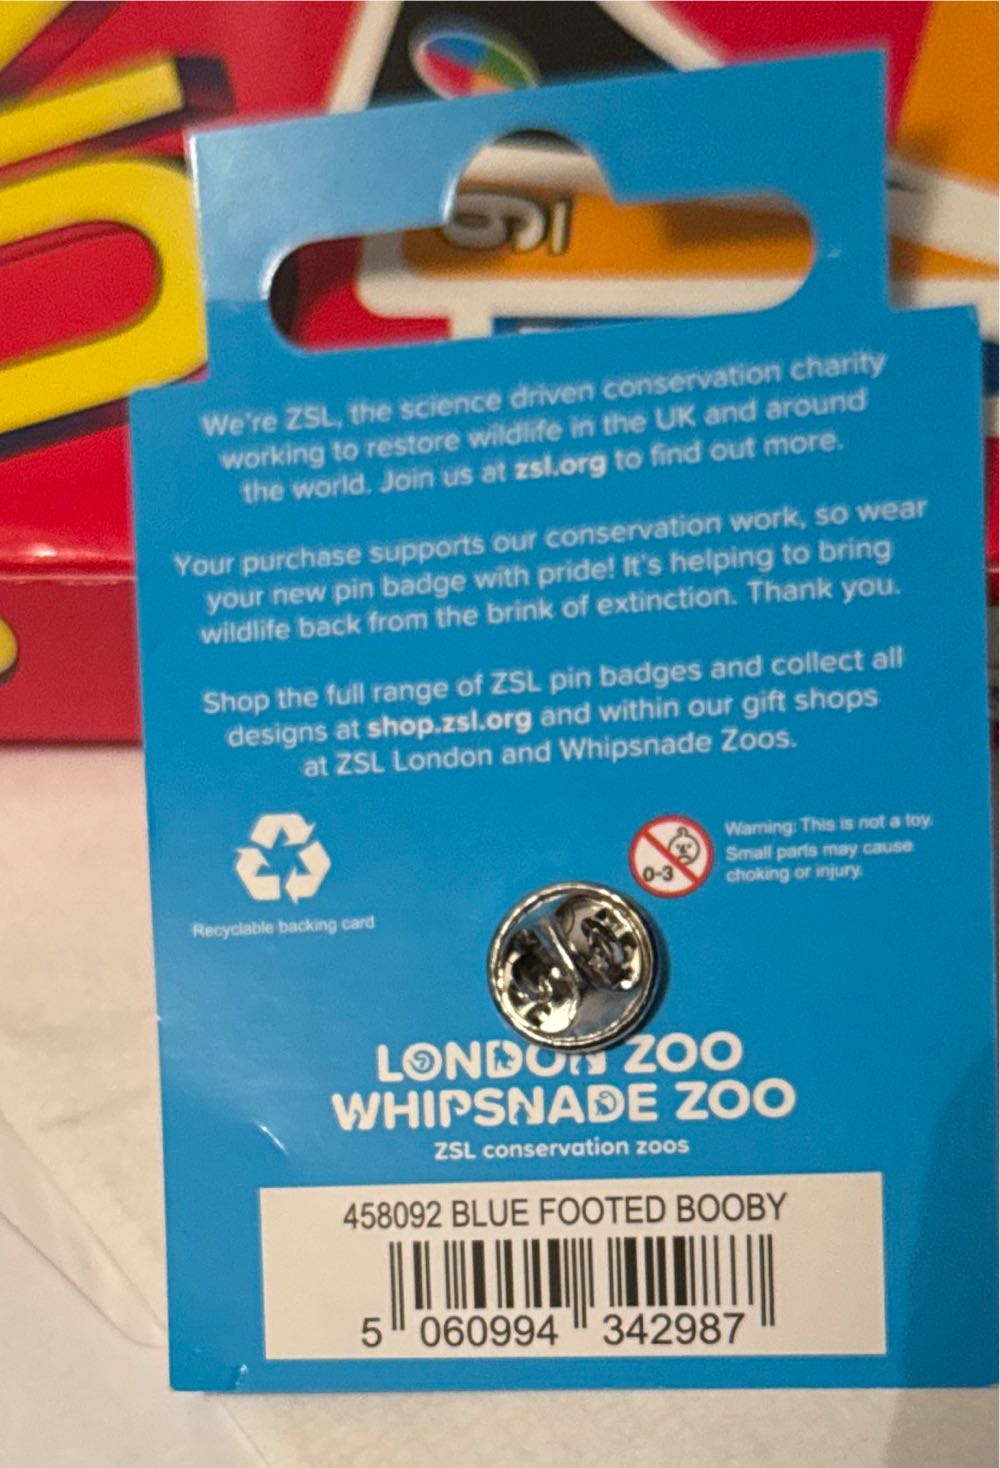 We're ZSL, the science driven conservation charity
working to restore wildlife in the UK and around
the world. Join us at zsl.org to find out more.
Your purchase supports our conservation work, so wear
your new pin badge with pride! It's helping to bring
wildlife back from the brink of extinction. Thank you.
Shop the full range of ZSL pin badges and collect all
designs at shop.zsl.org and within our gift shops
at ZSL London and Whipsnade Zoos.
Recyclable backing card
0-3
Warning: This is not a toy.
Small parts may cause
choking or injury.
LONDON ZOO
WHIPSNADE ZOO
ZSL conservation zoos
458092 BLUE FOOTED BOOBY
5 060994 342987